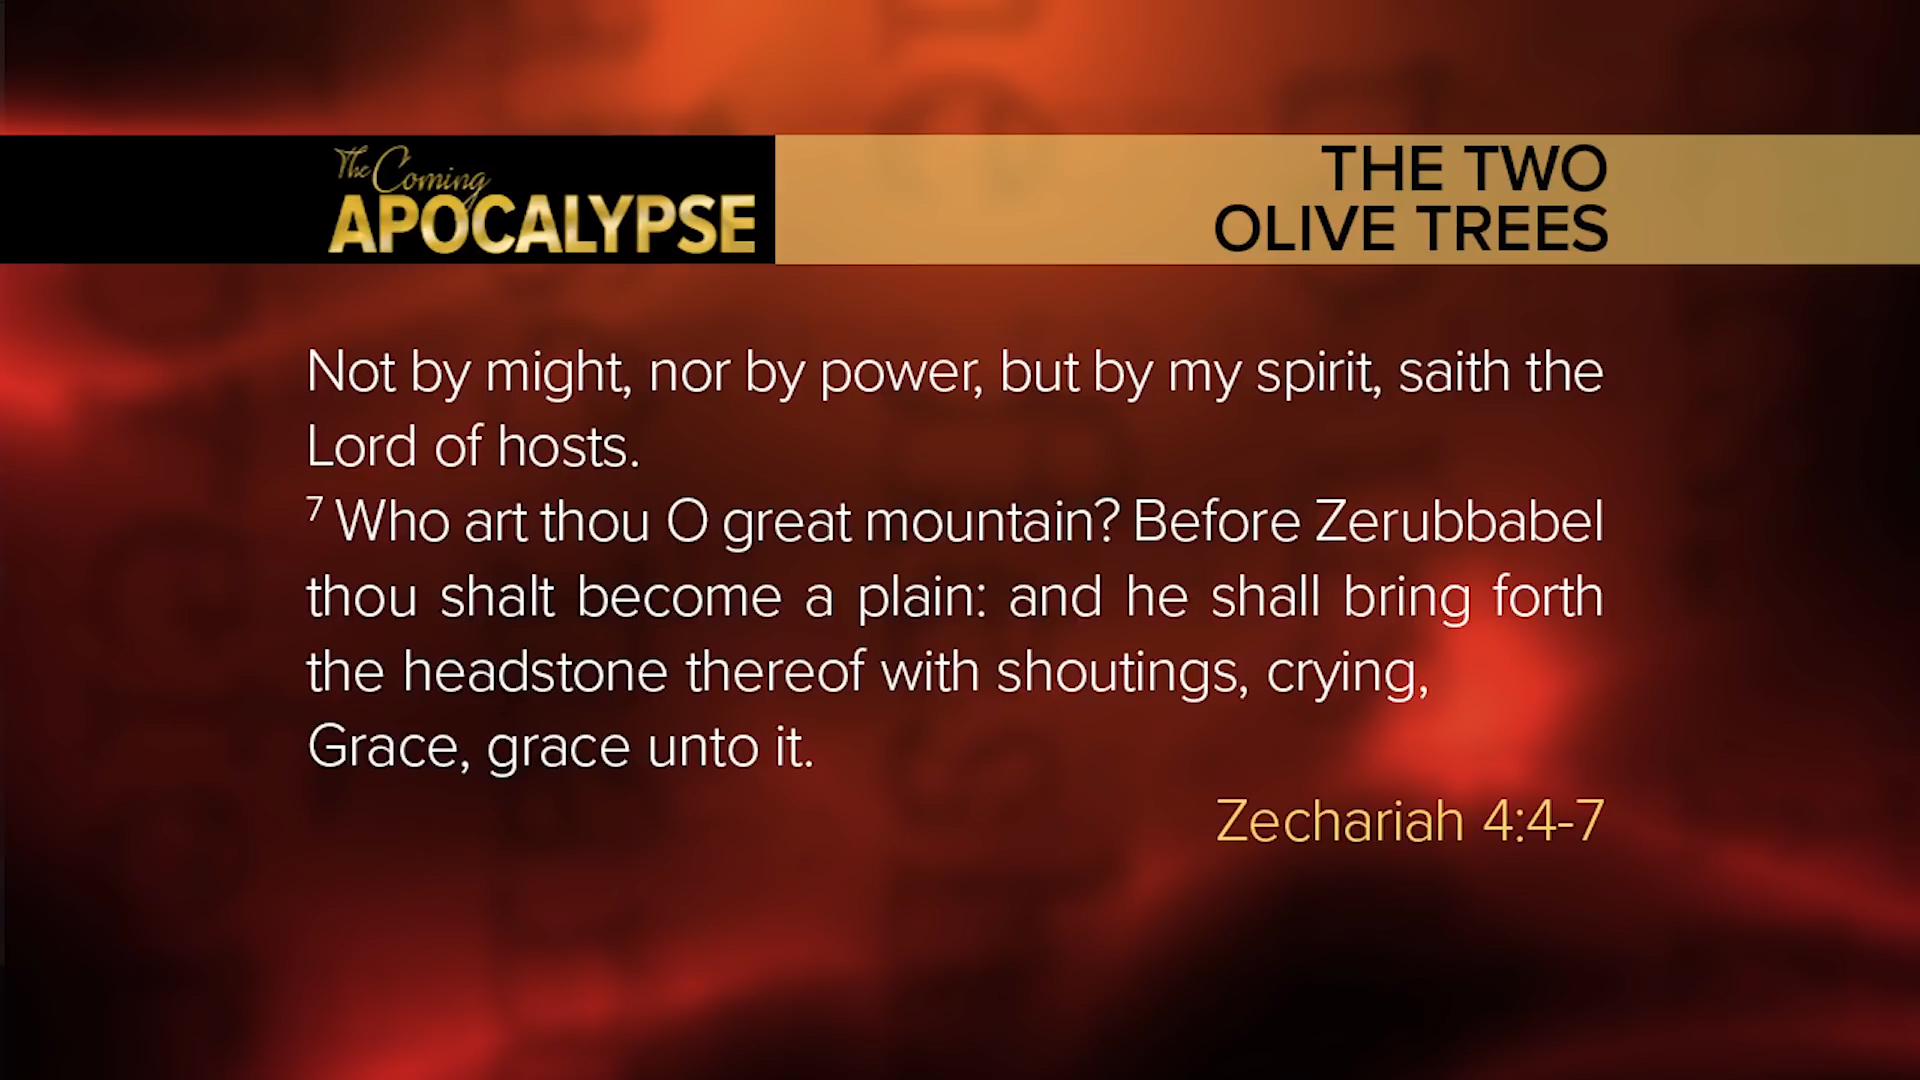 The Coming
APOCALYPSE
THE TWO
OLIVE TREES
Not by might, nor by power, but by my spirit, saith the
Lord of hosts.
⁷ Who art thou O great mountain? Before Zerubbabel
thou shalt become a plain: and he shall bring forth
the headstone thereof with shoutings, crying,
Grace, grace unto it.
Zechariah 4:4-7